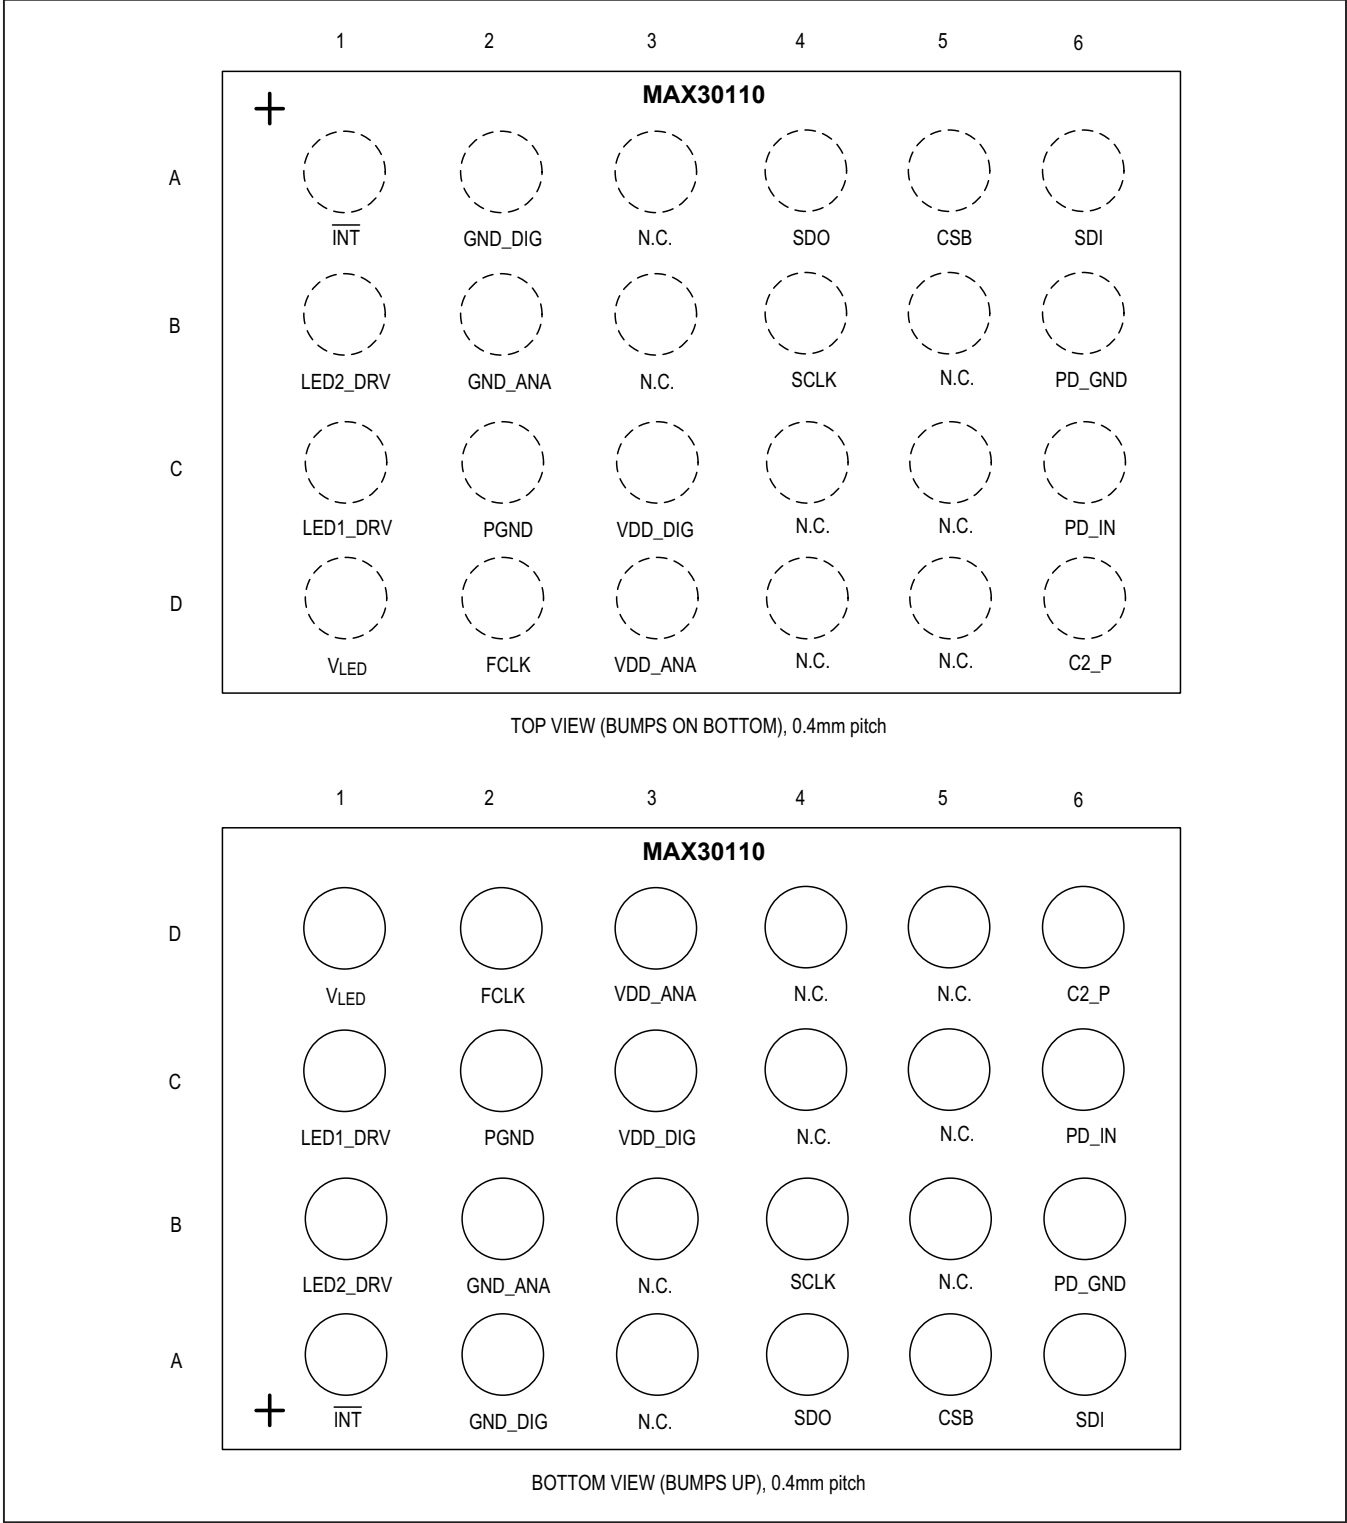 1 2 3 4 5 6
MAX30110
+
A
INT GND_DIG N.C. SDO CSB SDI
B
LED2_DRV GND_ANA N.C. SCLK N.C. PD_GND
C
LED1_DRV PGND VDD_DIG N.C. N.C. PD_IN
D
VLED FCLK VDD_ANA N.C. N.C. C2_P
TOP VIEW (BUMPS ON BOTTOM), 0.4mm pitch
1 2 3 4 5 6
MAX30110
D
VLED FCLK VDD_ANA N.C. N.C. C2_P
C
LED1_DRV PGND VDD_DIG N.C. N.C. PD_IN
B
LED2_DRV GND_ANA N.C. SCLK N.C. PD_GND
A
+
INT GND_DIG N.C. SDO CSB SDI
BOTTOM VIEW (BUMPS UP), 0.4mm pitch